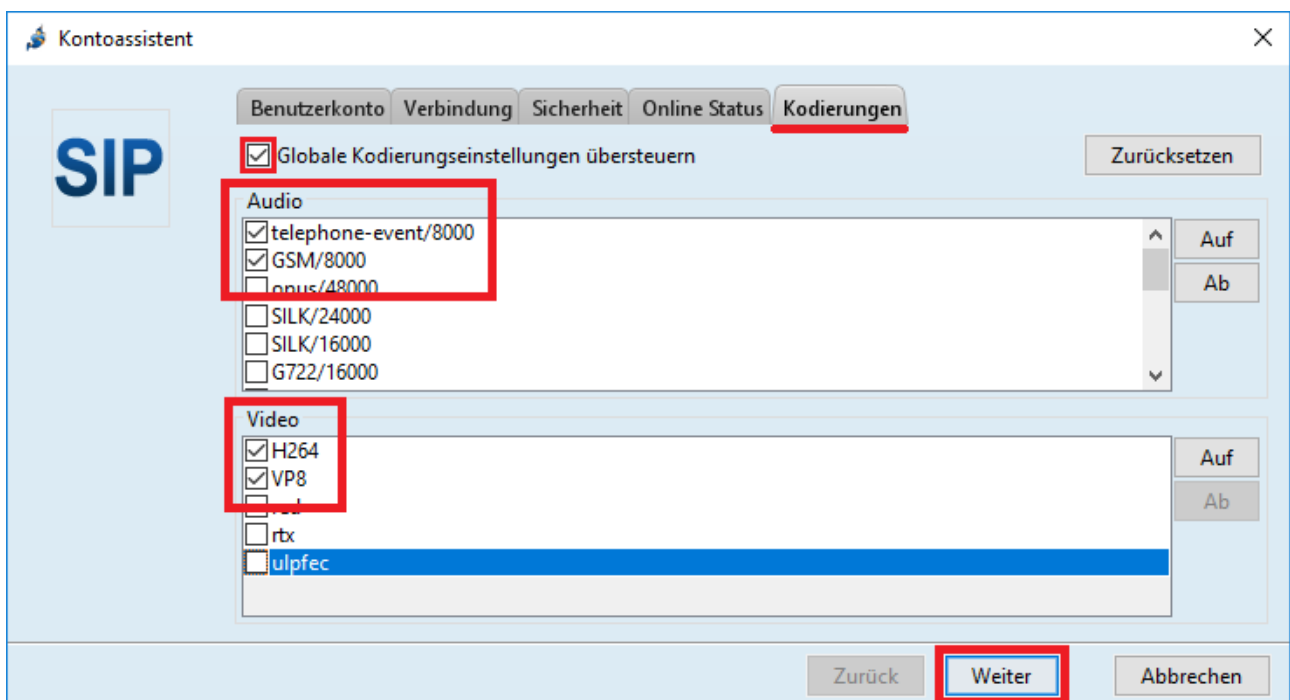 Kontoassistent
Benutzerkonto Verbindung Sicherheit Online Status Kodierungen
SIP
Globale Kodierungseinstellungen übersteuern Zurücksetzen
Audio
telephone-event/8000 Auf
GSM/8000
opus/48000 Ab
SILK/24000
SILK/16000
G722/16000
Video
H264 Auf
VP8
red Ab
rtx
ulpfec
Zurück Weiter Abbrechen